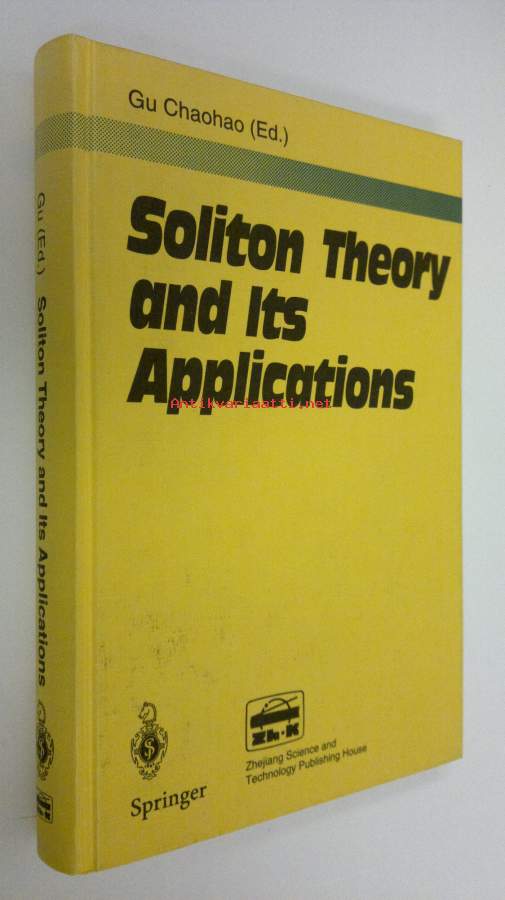 Gu Chaohao (Ed.)
Soliton Theory
and Its
Applications
Antikvariaatti.net
Zhejiang Science and
Technology Publishing House
Springer
Gu (Ed.) Soliton Theory and Its Applications